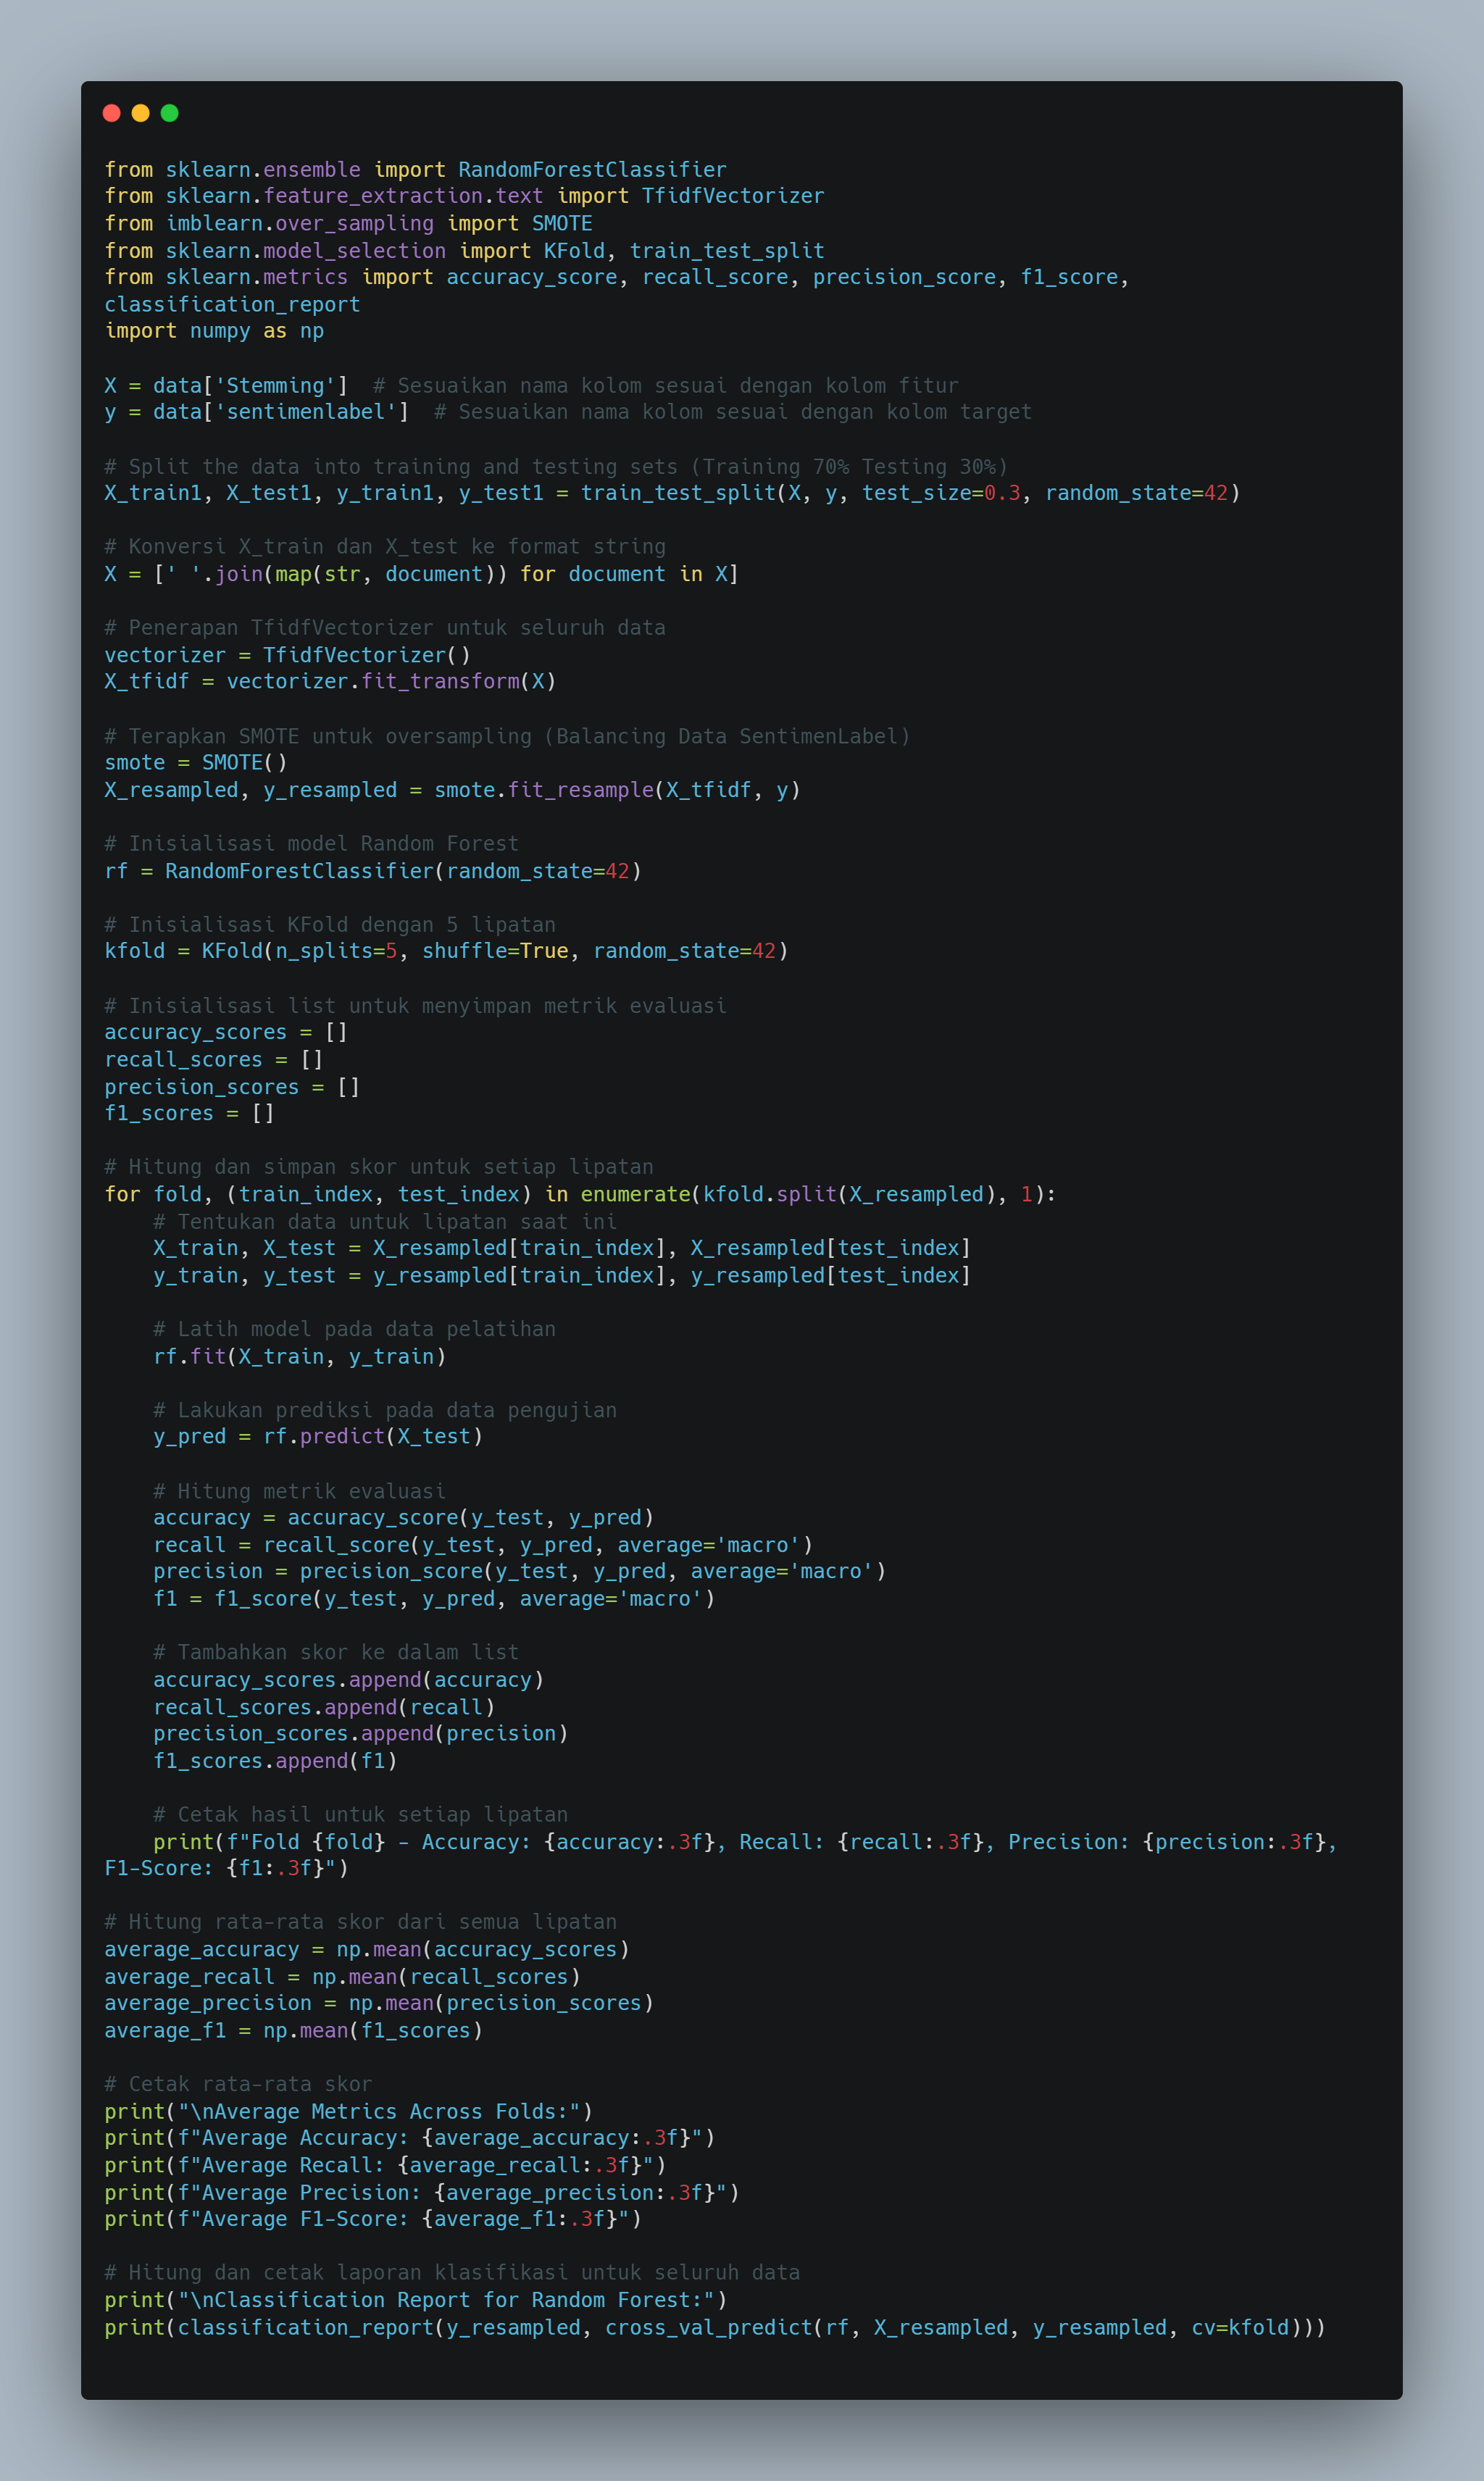 from sklearn.ensemble import RandomForestClassifier
from sklearn.feature_extraction.text import TfidfVectorizer
from imblearn.over_sampling import SMOTE
from sklearn.model_selection import KFold, train_test_split
from sklearn.metrics import accuracy_score, recall_score, precision_score, f1_score,
classification_report
import numpy as np

X = data['Stemming']  # Sesuaikan nama kolom sesuai dengan kolom fitur
y = data['sentimenlabel']  # Sesuaikan nama kolom sesuai dengan kolom target

# Split the data into training and testing sets (Training 70% Testing 30%)
X_train1, X_test1, y_train1, y_test1 = train_test_split(X, y, test_size=0.3, random_state=42)

# Konversi X_train dan X_test ke format string
X = [' '.join(map(str, document)) for document in X]

# Penerapan TfidfVectorizer untuk seluruh data
vectorizer = TfidfVectorizer()
X_tfidf = vectorizer.fit_transform(X)

# Terapkan SMOTE untuk oversampling (Balancing Data SentimenLabel)
smote = SMOTE()
X_resampled, y_resampled = smote.fit_resample(X_tfidf, y)

# Inisialisasi model Random Forest
rf = RandomForestClassifier(random_state=42)

# Inisialisasi KFold dengan 5 lipatan
kfold = KFold(n_splits=5, shuffle=True, random_state=42)

# Inisialisasi list untuk menyimpan metrik evaluasi
accuracy_scores = []
recall_scores = []
precision_scores = []
f1_scores = []

# Hitung dan simpan skor untuk setiap lipatan
for fold, (train_index, test_index) in enumerate(kfold.split(X_resampled), 1):
    # Tentukan data untuk lipatan saat ini
    X_train, X_test = X_resampled[train_index], X_resampled[test_index]
    y_train, y_test = y_resampled[train_index], y_resampled[test_index]

    # Latih model pada data pelatihan
    rf.fit(X_train, y_train)

    # Lakukan prediksi pada data pengujian
    y_pred = rf.predict(X_test)

    # Hitung metrik evaluasi
    accuracy = accuracy_score(y_test, y_pred)
    recall = recall_score(y_test, y_pred, average='macro')
    precision = precision_score(y_test, y_pred, average='macro')
    f1 = f1_score(y_test, y_pred, average='macro')

    # Tambahkan skor ke dalam list
    accuracy_scores.append(accuracy)
    recall_scores.append(recall)
    precision_scores.append(precision)
    f1_scores.append(f1)

    # Cetak hasil untuk setiap lipatan
    print(f"Fold {fold} - Accuracy: {accuracy:.3f}, Recall: {recall:.3f}, Precision: {precision:.3f},
F1-Score: {f1:.3f}")

# Hitung rata-rata skor dari semua lipatan
average_accuracy = np.mean(accuracy_scores)
average_recall = np.mean(recall_scores)
average_precision = np.mean(precision_scores)
average_f1 = np.mean(f1_scores)

# Cetak rata-rata skor
print("\nAverage Metrics Across Folds:")
print(f"Average Accuracy: {average_accuracy:.3f}")
print(f"Average Recall: {average_recall:.3f}")
print(f"Average Precision: {average_precision:.3f}")
print(f"Average F1-Score: {average_f1:.3f}")

# Hitung dan cetak laporan klasifikasi untuk seluruh data
print("\nClassification Report for Random Forest:")
print(classification_report(y_resampled, cross_val_predict(rf, X_resampled, y_resampled, cv=kfold)))